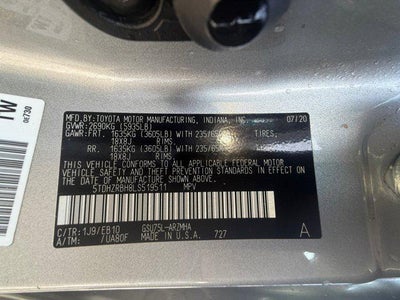 MFD.BY:TOYOTA MOTOR MANUFACTURING, INDIANA, INC. 07/20
GVWR:2690KG (5935LB)
GAWR:FRT. 1635KG (3605LB) WITH 235/65 TIRES,
18X8J RIMS
RR. 1635KG (3605LB) WITH 235/65 TIRES,
18X8J RIMS
THIS VEHICLE CONFORMS TO ALL APPLICABLE FEDERAL MOTOR
VEHICLE SAFETY AND THEFT PREVENTION STANDARDS IN
EFFECT ON THE DATE OF MANUFACTURE SHOWN ABOVE.
5TDHZRBH8LS519511 MPV
C/TR:1J9/EB10 GSU75L-ARZMHA
A/TM: /UA80F MADE IN U.S.A. 727 A